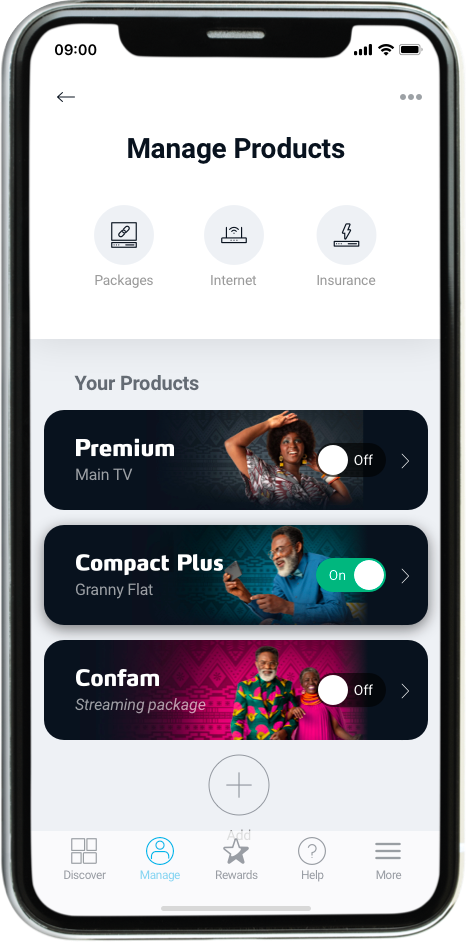 09:00
Manage Products
Packages
Internet
Insurance
Your Products
Premium
Main TV
Off
Compact Plus
Granny Flat
On
Confam
Streaming package
Off
Add
Discover
Manage
Rewards
Help
More